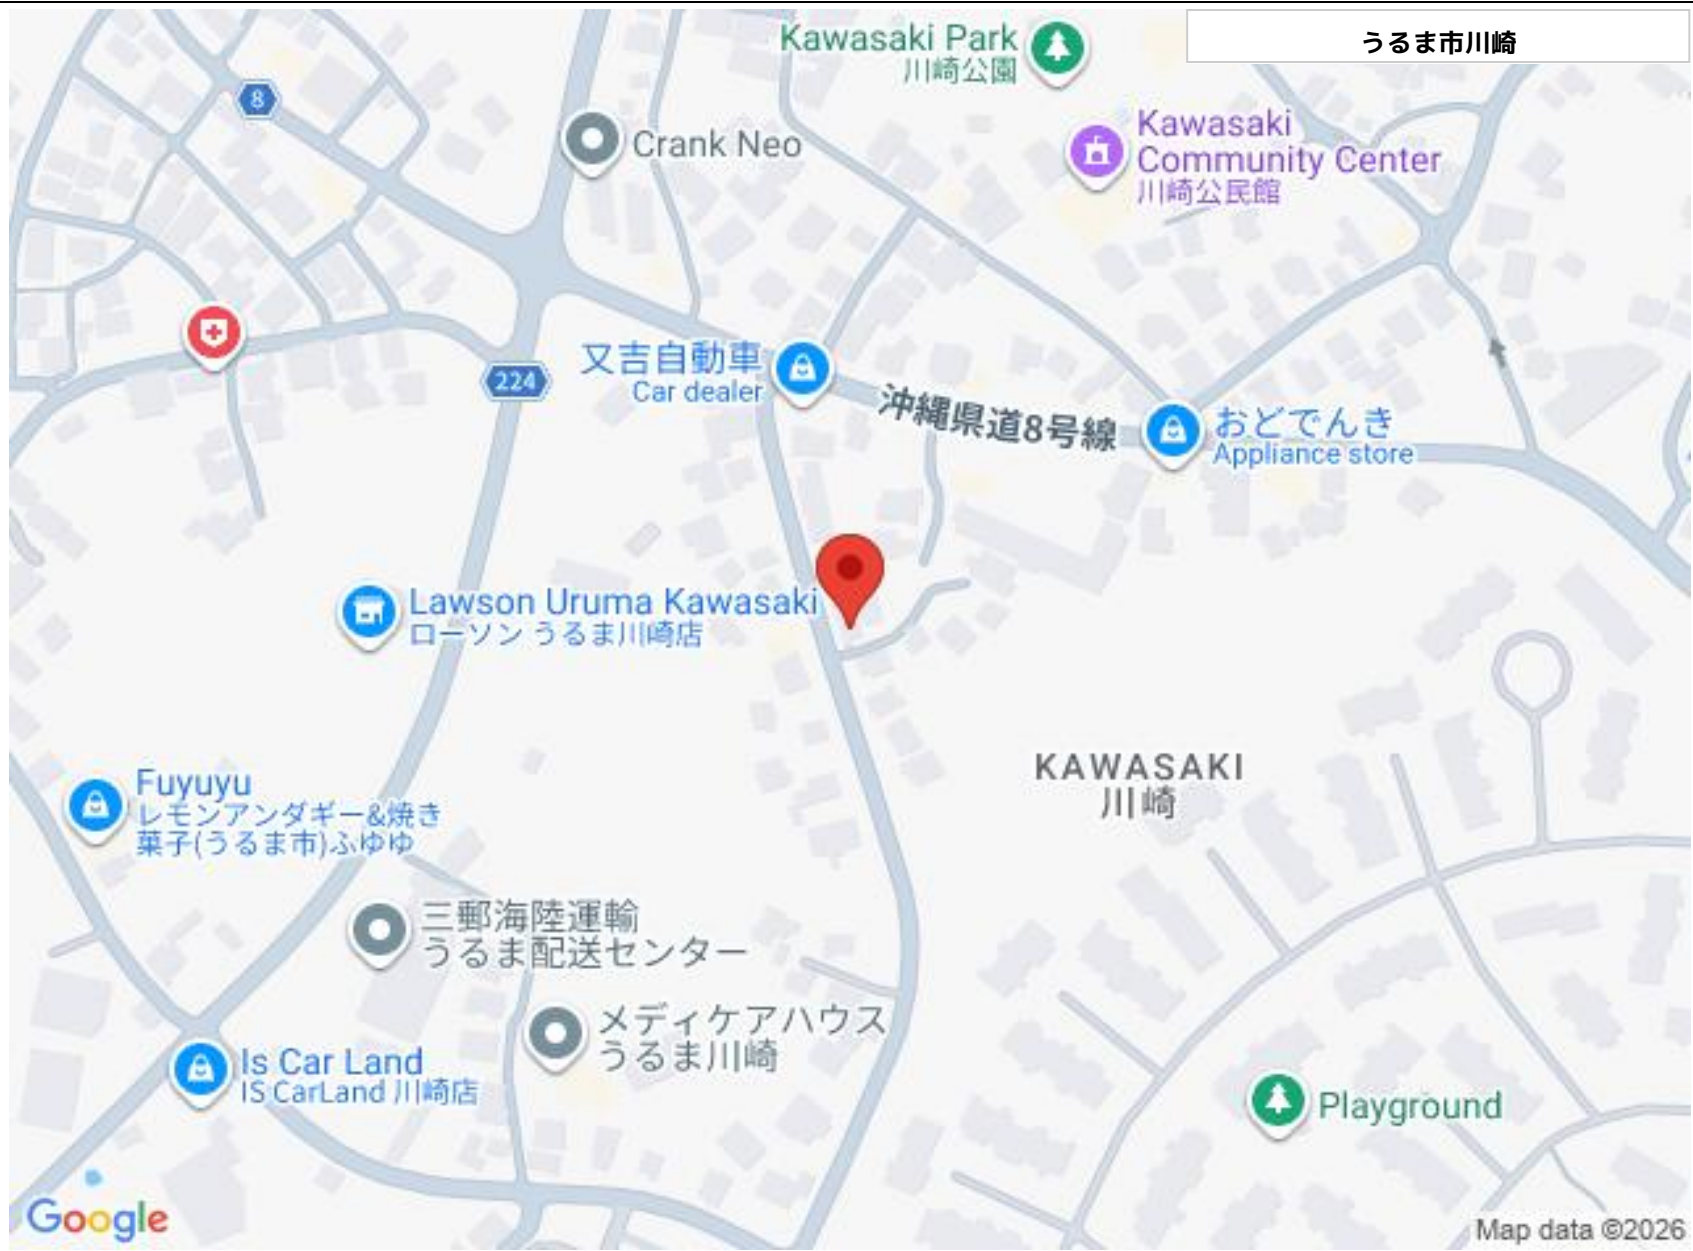 うるま市川崎
Kawasaki Park
川崎公園
8
Crank Neo
Kawasaki
Community Center
川崎公民館
224
又吉自動車
Car dealer
沖縄県道8号線
おどでんき
Appliance store
Lawson Uruma Kawasaki
ローソン うるま川崎店
KAWASAKI
川崎
Fuyuyu
レモンアンダギー&焼き
菓子(うるま市)ふゆゆ
三郵海陸運輸
うるま配送センター
メディケアハウス
うるま川崎
Is Car Land
IS CarLand 川崎店
Playground
Google
Map data ©2026